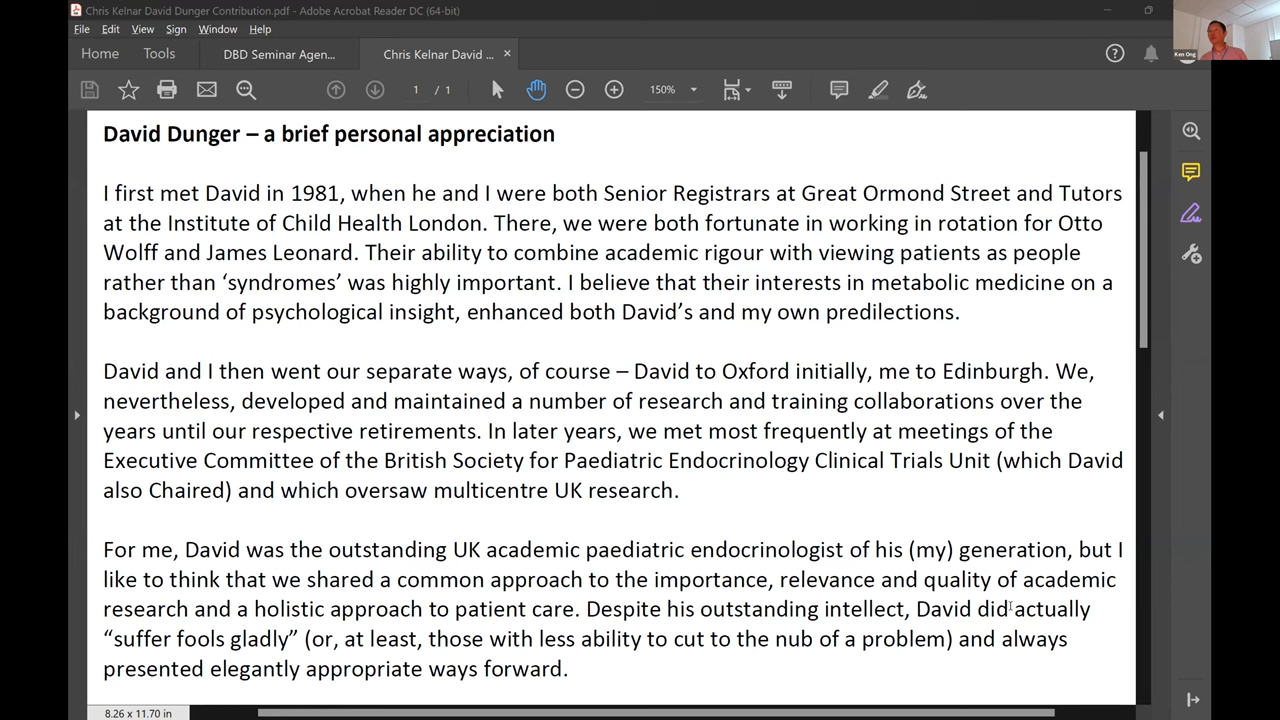 Chris Kelnar David Dunger Contribution.pdf - Adobe Acrobat Reader DC (64-bit)
File Edit View Sign Window Help
Home Tools DBD Seminar Agen... Chris Kelnar David ...
1 / 1 150%
Ken Ong
David Dunger – a brief personal appreciation
I first met David in 1981, when he and I were both Senior Registrars at Great Ormond Street and Tutors
at the Institute of Child Health London. There, we were both fortunate in working in rotation for Otto
Wolff and James Leonard. Their ability to combine academic rigour with viewing patients as people
rather than ‘syndromes’ was highly important. I believe that their interests in metabolic medicine on a
background of psychological insight, enhanced both David’s and my own predilections.
David and I then went our separate ways, of course – David to Oxford initially, me to Edinburgh. We,
nevertheless, developed and maintained a number of research and training collaborations over the
years until our respective retirements. In later years, we met most frequently at meetings of the
Executive Committee of the British Society for Paediatric Endocrinology Clinical Trials Unit (which David
also Chaired) and which oversaw multicentre UK research.
For me, David was the outstanding UK academic paediatric endocrinologist of his (my) generation, but I
like to think that we shared a common approach to the importance, relevance and quality of academic
research and a holistic approach to patient care. Despite his outstanding intellect, David did actually
“suffer fools gladly” (or, at least, those with less ability to cut to the nub of a problem) and always
presented elegantly appropriate ways forward.
8.26 x 11.70 in